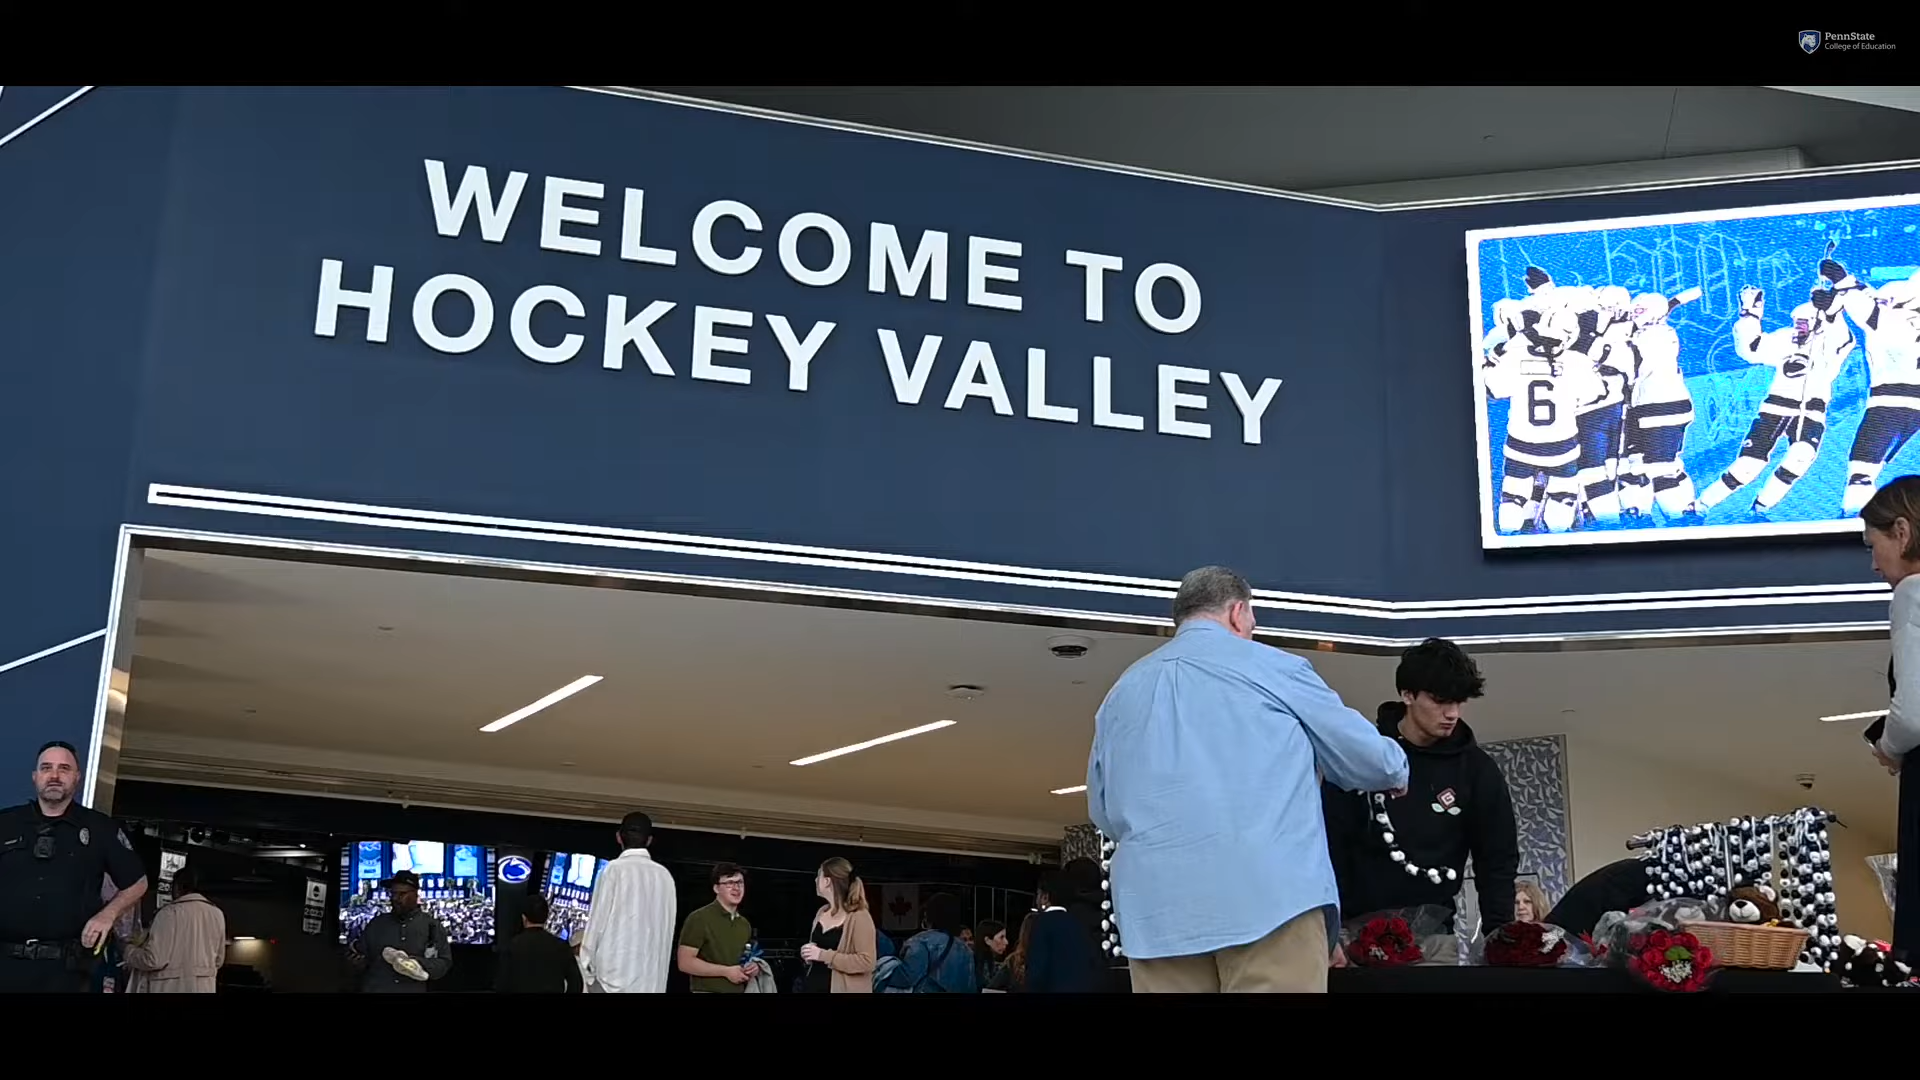 PennState
College of Education
WELCOME TO
HOCKEY VALLEY
6